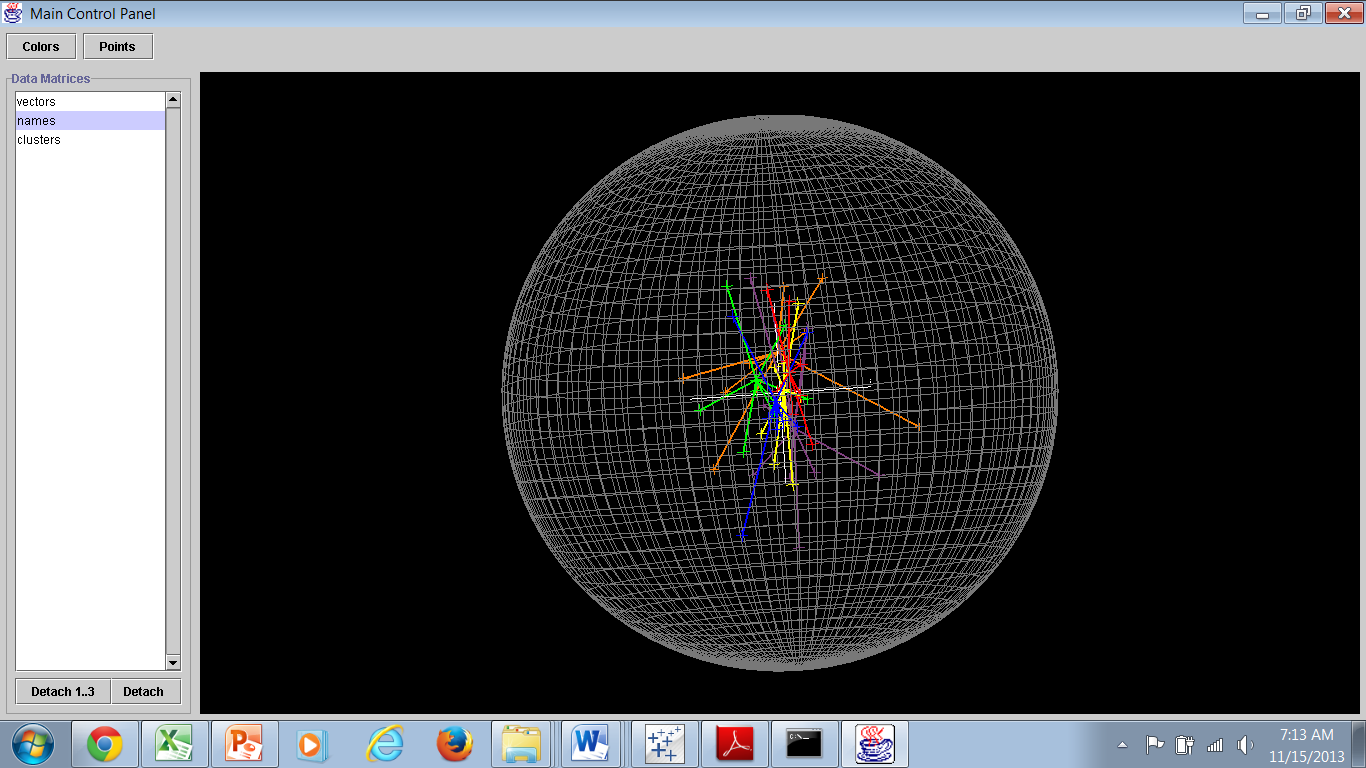 Main Control Panel
Colors
Points
Data Matrices
vectors
names
clusters
Detach 1..3
Detach
7:13 AM
11/15/2013